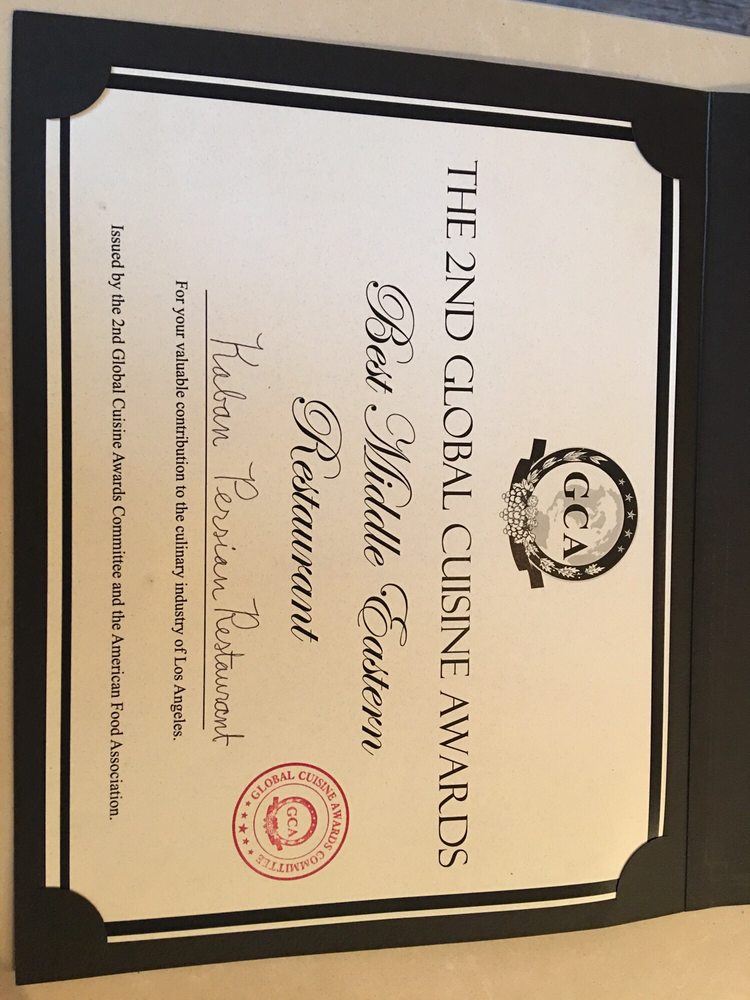 GCA
THE 2ND GLOBAL CUISINE AWARDS
Best Middle Eastern
Restaurant
Kaban Persian Restaurant
For your valuable contribution to the culinary industry of Los Angeles.
Issued by the 2nd Global Cuisine Awards Committee and the American Food Association.
GLOBAL CUISINE AWARDS COMMITTEE
GCA